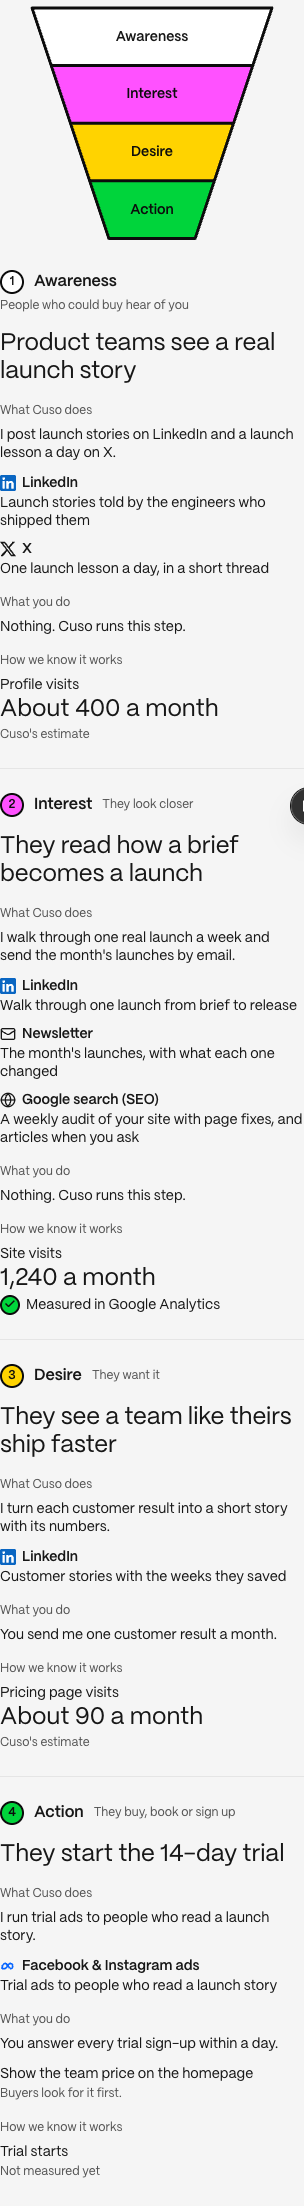 Awareness
Interest
Desire
Action
1 Awareness
People who could buy hear of you
Product teams see a real
launch story
What Cuso does
I post launch stories on LinkedIn and a launch
lesson a day on X.
LinkedIn
Launch stories told by the engineers who
shipped them
X
One launch lesson a day, in a short thread
What you do
Nothing. Cuso runs this step.
How we know it works
Profile visits
About 400 a month
Cuso's estimate
2 Interest They look closer
They read how a brief
becomes a launch
What Cuso does
I walk through one real launch a week and
send the month's launches by email.
LinkedIn
Walk through one launch from brief to release
Newsletter
The month's launches, with what each one
changed
Google search (SEO)
A weekly audit of your site with page fixes, and
articles when you ask
What you do
Nothing. Cuso runs this step.
How we know it works
Site visits
1,240 a month
Measured in Google Analytics
3 Desire They want it
They see a team like theirs
ship faster
What Cuso does
I turn each customer result into a short story
with its numbers.
LinkedIn
Customer stories with the weeks they saved
What you do
You send me one customer result a month.
How we know it works
Pricing page visits
About 90 a month
Cuso's estimate
4 Action They buy, book or sign up
They start the 14-day trial
What Cuso does
I run trial ads to people who read a launch
story.
Facebook & Instagram ads
Trial ads to people who read a launch story
What you do
You answer every trial sign-up within a day.
Show the team price on the homepage
Buyers look for it first.
How we know it works
Trial starts
Not measured yet